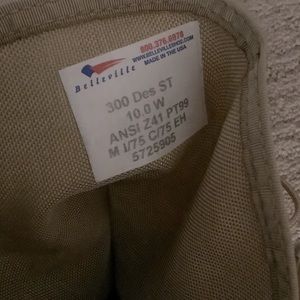 Belleville
800.376.6978
WWW.BELLEVILLESHOE.COM
MADE IN THE USA
300 Des ST
10.0 W
ANSI Z41 PT99
M I/75 C/75 EH
5725905